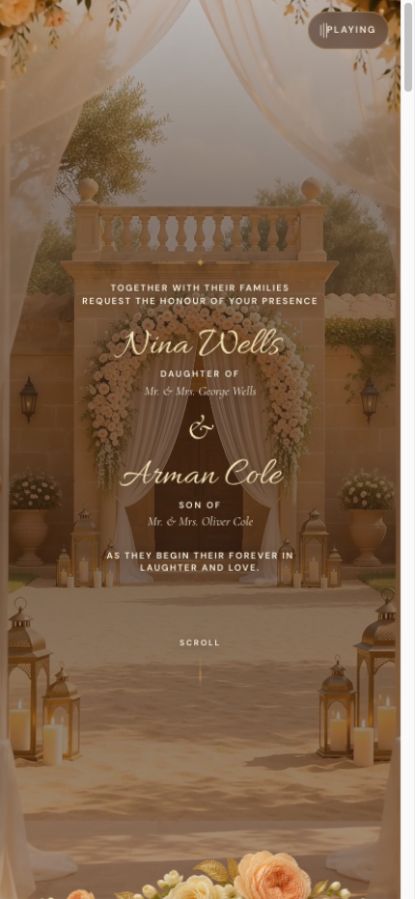 PLAYING
TOGETHER WITH THEIR FAMILIES
REQUEST THE HONOUR OF YOUR PRESENCE
Nina Wells
DAUGHTER OF
Mr. & Mrs. George Wells
&
Arman Cole
SON OF
Mr. & Mrs. Oliver Cole
AS THEY BEGIN THEIR FOREVER IN
LAUGHTER AND LOVE.
SCROLL